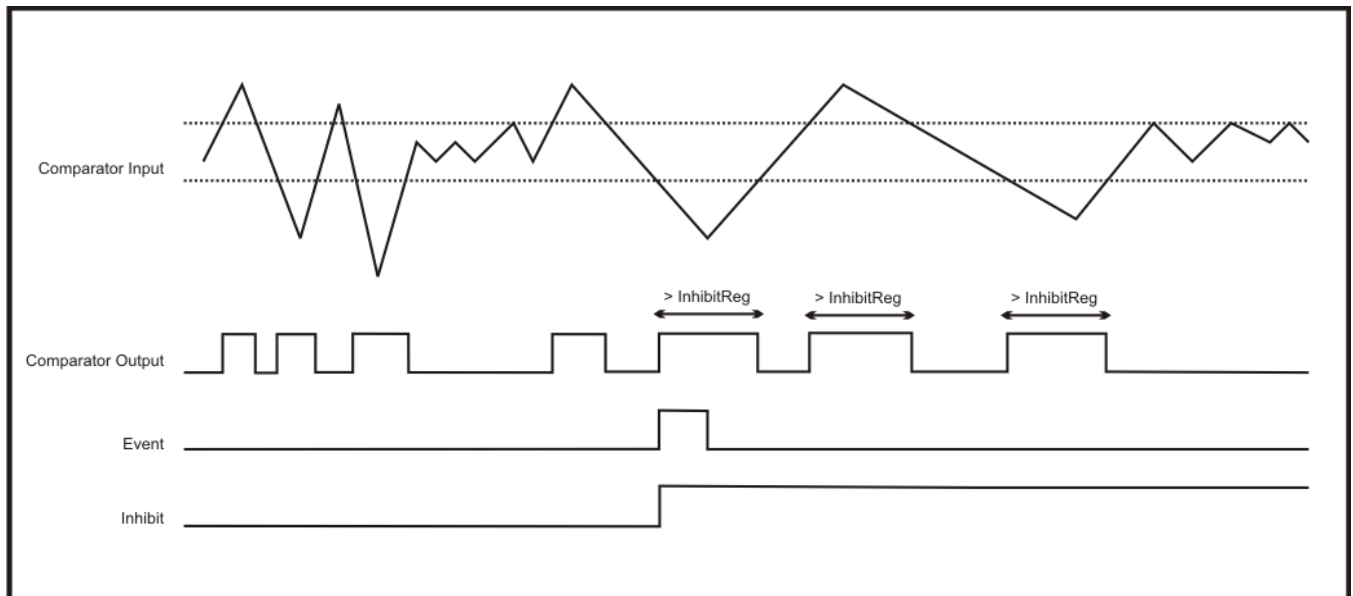 Comparator Input
> InhibitReg
> InhibitReg
> InhibitReg
Comparator Output
Event
Inhibit